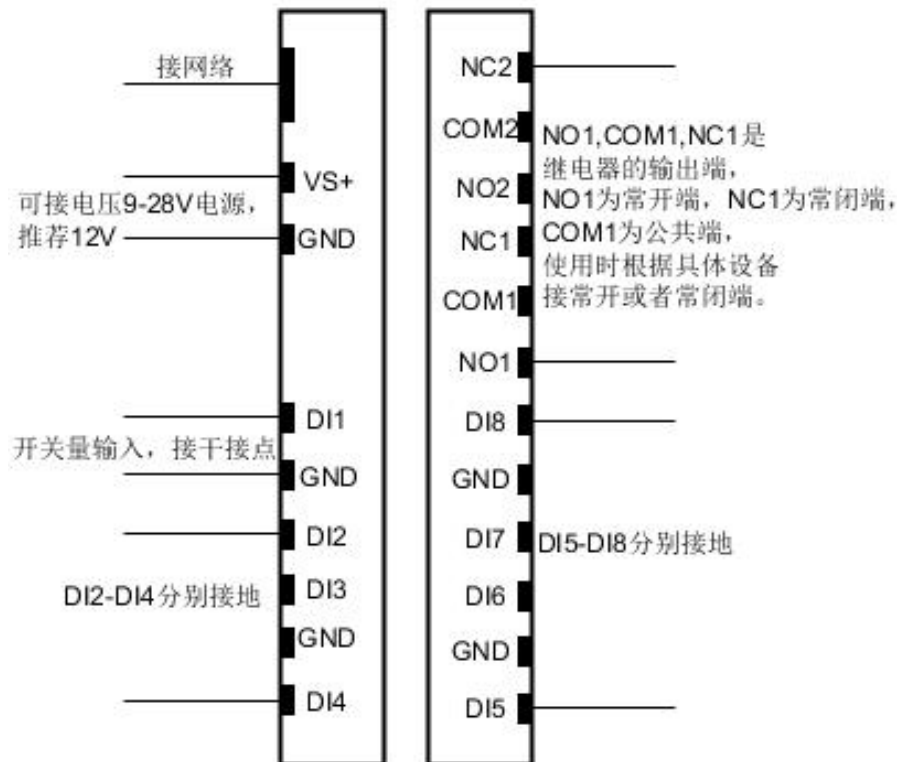 接网络
VS+
可接电压9-28V电源，
推荐12V
GND
DI1
开关量输入，接干接点
GND
DI2
DI2-DI4分别接地
DI3
GND
DI4
NC2
COM2
NO2
NC1
COM1
NO1,COM1,NC1是
继电器的输出端，
NO1为常开端，NC1为常闭端，
COM1为公共端，
使用时根据具体设备
接常开或者常闭端。
NO1
DI8
GND
DI7
DI5-DI8分别接地
DI6
GND
DI5